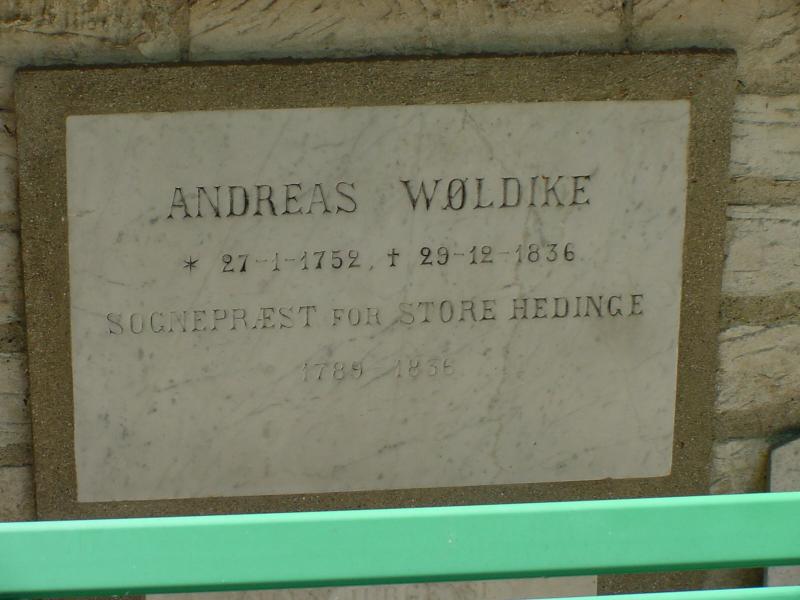 ANDREAS WØLDIKE
* 27-1-1752. † 29-12-1836
SOGNEPRÆST FOR STORE HEDINGE
1789 - 1836